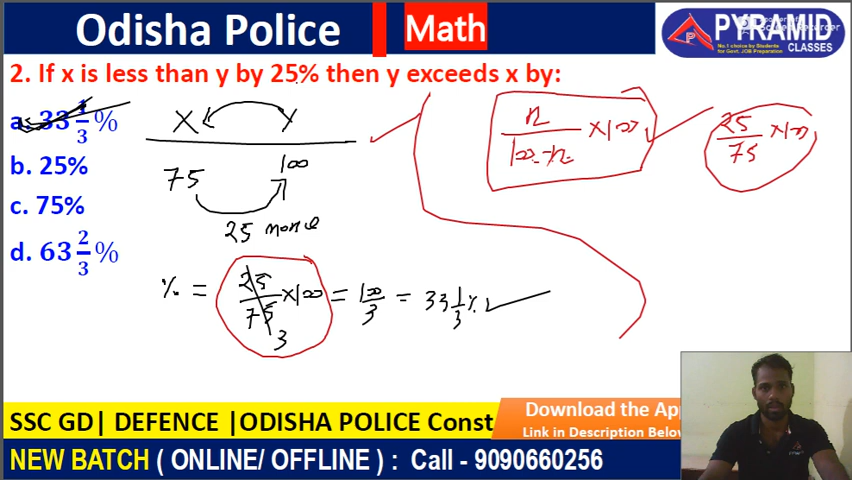 Odisha Police Math
PYRAMID
CLASSES
No.1 choice by Students
for Govt. JOB Preparation
2. If x is less than y by 25% then y exceeds x by:
a. 33 1/3 %
b. 25%
c. 75%
d. 63 2/3 %
X y
75 100
25 more
% = 25/75 × 100 = 100/3 = 33 1/3 %
3
n/100-n × 100
25/75 × 100
SSC GD| DEFENCE |ODISHA POLICE Const
Download the Ap
Link in Description Below
NEW BATCH ( ONLINE/ OFFLINE ) : Call - 9090660256